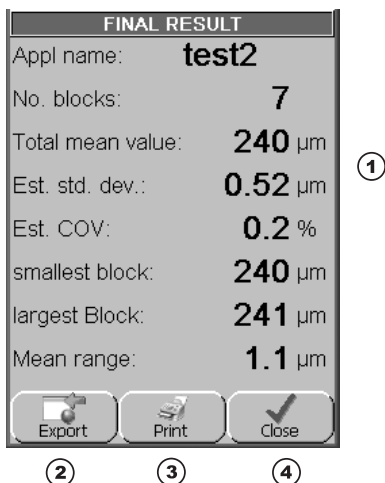 FINAL RESULT
Appl name: test2
No. blocks: 7
Total mean value: 240 µm
Est. std. dev.: 0.52 µm
Est. COV: 0.2 %
smallest block: 240 µm
largest Block: 241 µm
Mean range: 1.1 µm
Export Print Close
1
2 3 4